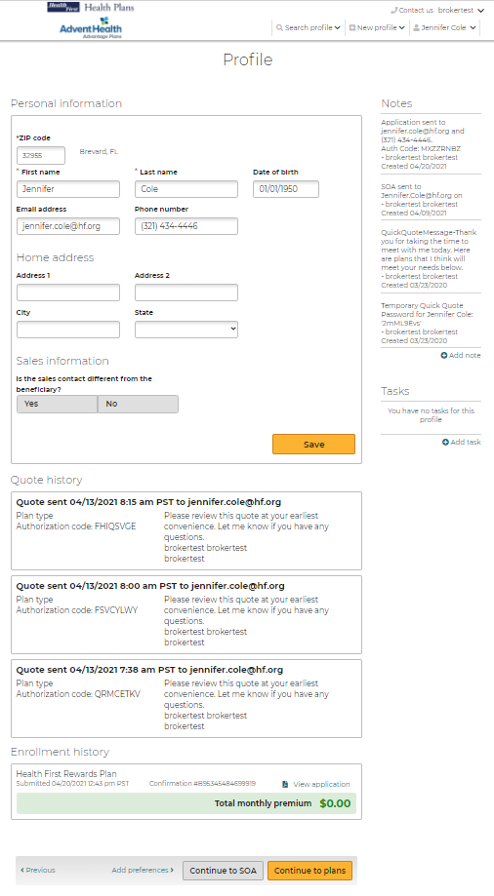 Health First Health Plans
AdventHealth
Advantage Plans
Contact us brokertest
Search profile New profile Jennifer Cole
Profile
Personal information
*ZIP code
32955 Brevard, FL
* First name * Last name Date of birth
Jennifer Cole 01/01/1950
Email address Phone number
jennifer.cole@hf.org (321) 434-4446
Home address
Address 1 Address 2
City State
Sales information
Is the sales contact different from the
beneficiary?
Yes No
Save
Notes
Application sent to
jennifer.cole@hf.org and
(321) 434-4446.
Auth Code: MXZZRNBZ
- brokertest brokertest
Created 04/20/2021
SOA sent to
Jennifer.Cole@hf.org on
- brokertest brokertest
Created 04/09/2021
QuickQuoteMessage-Thank
you for taking the time to
meet with me today. Here
are plans that I think will
meet your needs below.
- brokertest brokertest
Created 03/23/2020
Temporary Quick Quote
Password for Jennifer Cole:
- brokertest brokertest
Created 03/23/2020
Add note
Tasks
You have no tasks for this
profile
Add task
Quote history
Quote sent 04/13/2021 8:15 am PST to jennifer.cole@hf.org
Plan type Please review this quote at your earliest
Authorization code: FHIQSVGE convenience. Let me know if you have any
questions.
brokertest brokertest
brokertest
Quote sent 04/13/2021 8:00 am PST to jennifer.cole@hf.org
Plan type Please review this quote at your earliest
Authorization code: FSVCYLWY convenience. Let me know if you have any
questions.
brokertest brokertest
brokertest
Quote sent 04/13/2021 7:38 am PST to jennifer.cole@hf.org
Plan type Please review this quote at your earliest
Authorization code: QRMCETKV convenience. Let me know if you have any
questions.
brokertest brokertest
brokertest
Enrollment history
Health First Rewards Plan
Submitted 04/20/2021 12:43 pm PST Confirmation #B95346484699919 View application
Total monthly premium $0.00
Previous Add preferences Continue to SOA Continue to plans